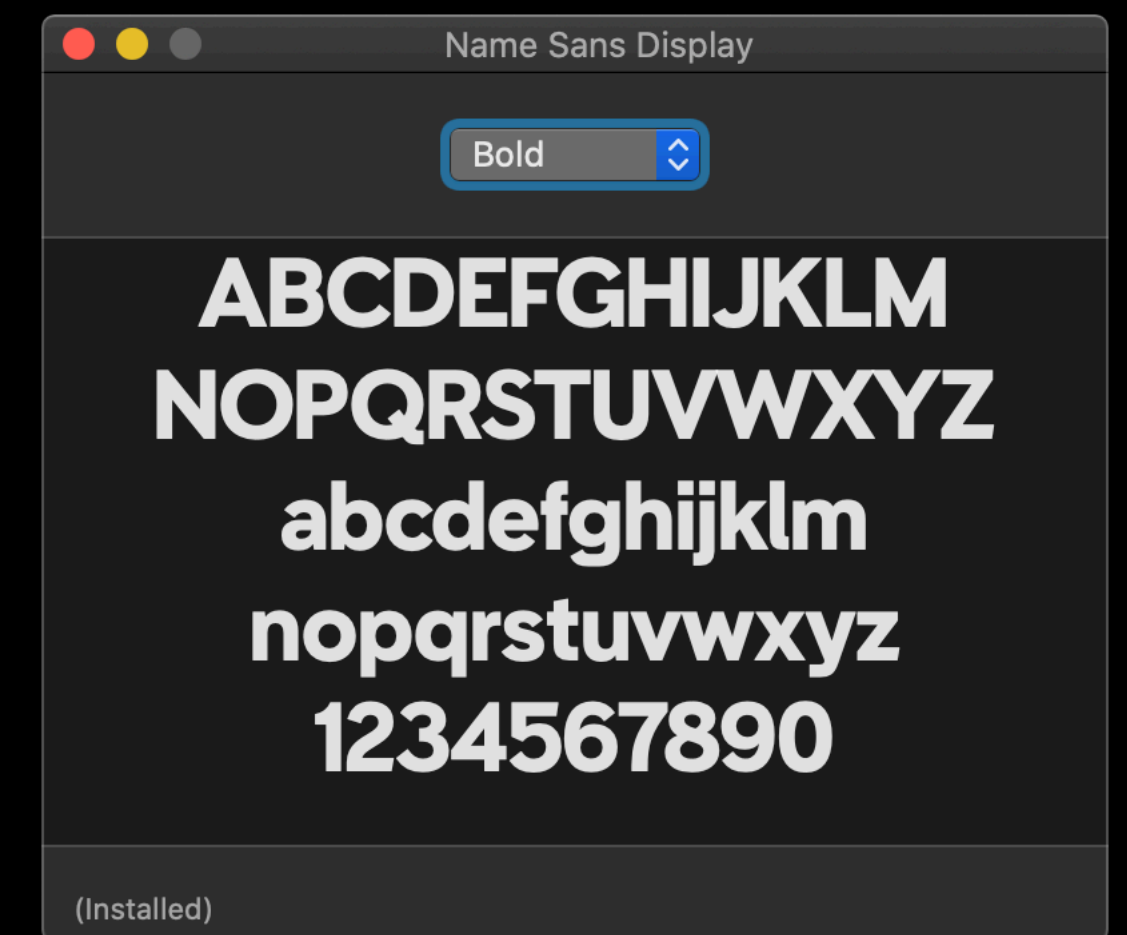 Name Sans Display
Bold
ABCDEFGHIJKLM
NOPQRSTUVWXYZ
abcdefghijklm
nopqrstuvwxyz
1234567890
(Installed)